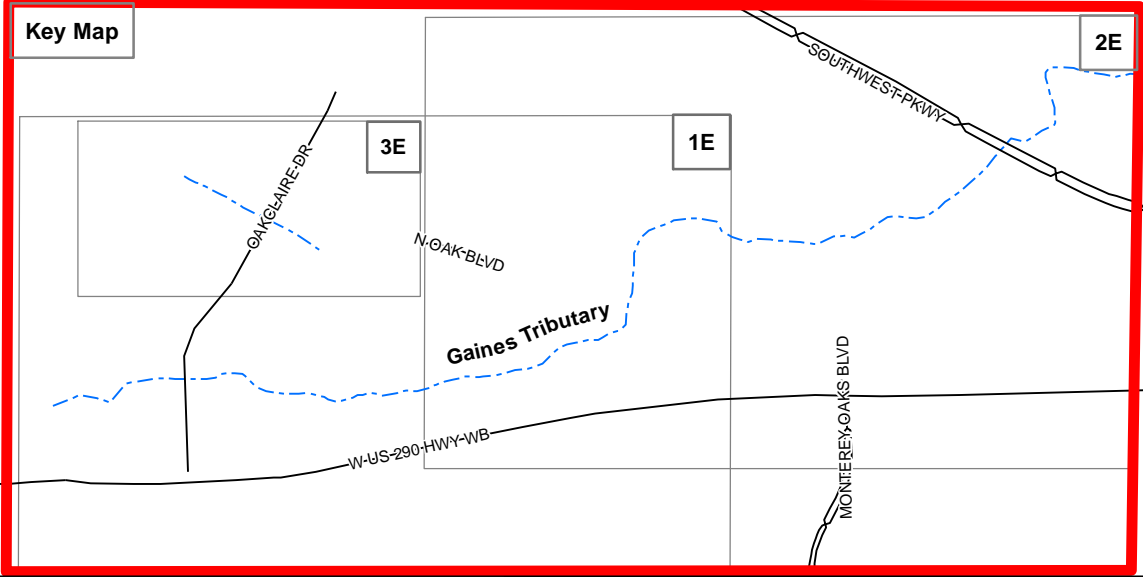 Key Map
2E
SOUTHWEST PKWY
3E
1E
OAKCLAIRE DR
N OAK BLVD
Gaines Tributary
MONTEREY OAKS BLVD
W US 290 HWY WB